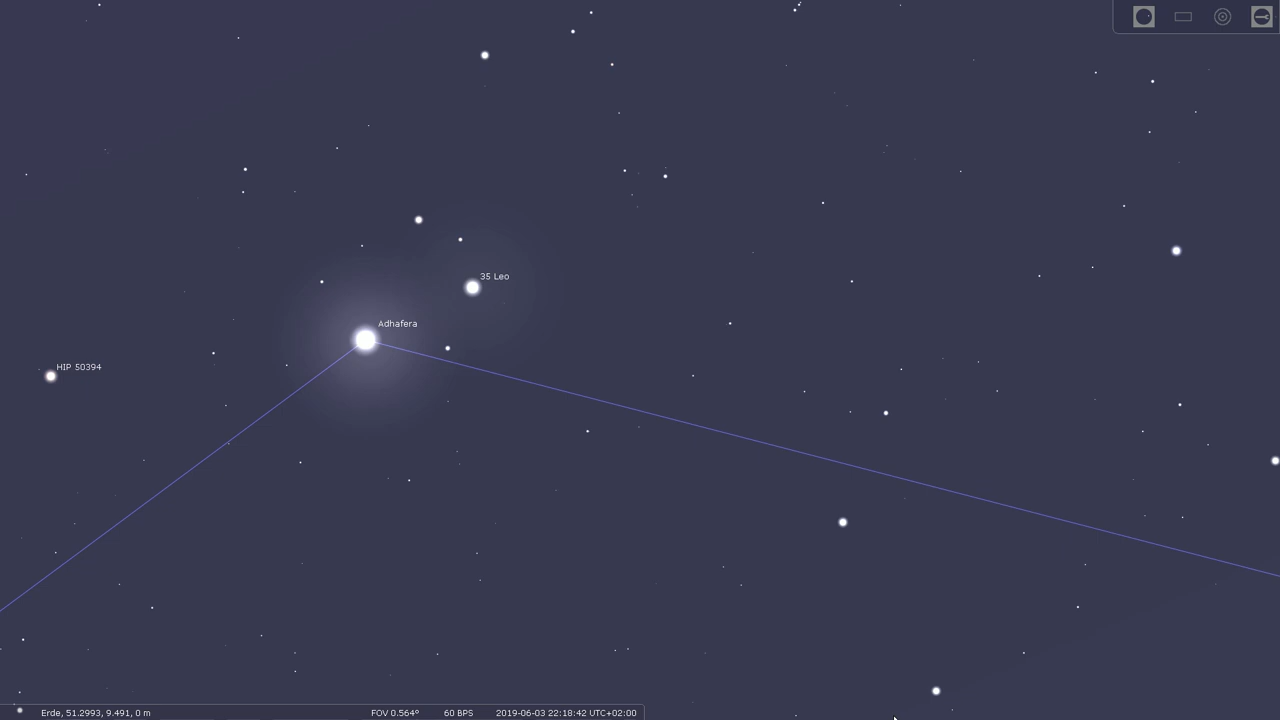 35 Leo
Adhafera
HIP 50394
Erde, 51.2993, 9.491, 0 m FOV 0.564° 60 BPS 2019-06-03 22:18:42 UTC+02:00